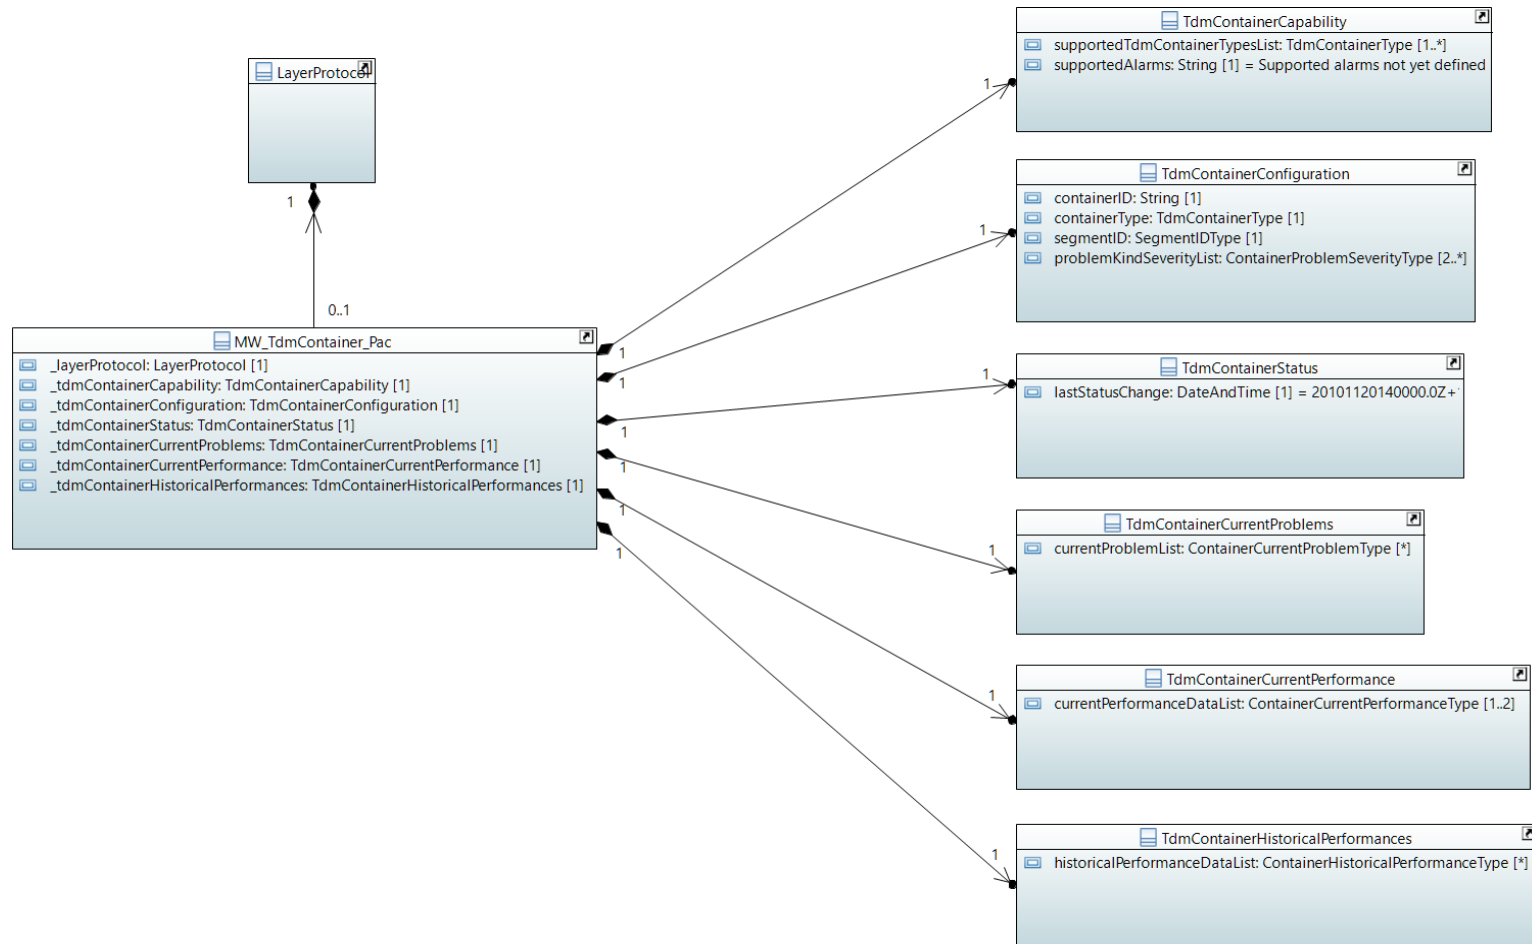 LayerProtocol
1
0..1
MW_TdmContainer_Pac
_layerProtocol: LayerProtocol [1]
_tdmContainerCapability: TdmContainerCapability [1]
_tdmContainerConfiguration: TdmContainerConfiguration [1]
_tdmContainerStatus: TdmContainerStatus [1]
_tdmContainerCurrentProblems: TdmContainerCurrentProblems [1]
_tdmContainerCurrentPerformance: TdmContainerCurrentPerformance [1]
_tdmContainerHistoricalPerformances: TdmContainerHistoricalPerformances [1]
1
1
1
1
1
1
1
TdmContainerCapability
supportedTdmContainerTypesList: TdmContainerType [1..*]
supportedAlarms: String [1] = Supported alarms not yet defined
1
TdmContainerConfiguration
containerID: String [1]
containerType: TdmContainerType [1]
segmentID: SegmentIDType [1]
problemKindSeverityList: ContainerProblemSeverityType [2..*]
1
TdmContainerStatus
lastStatusChange: DateAndTime [1] = 20101120140000.0Z+
1
TdmContainerCurrentProblems
currentProblemList: ContainerCurrentProblemType [*]
1
TdmContainerCurrentPerformance
currentPerformanceDataList: ContainerCurrentPerformanceType [1..2]
1
TdmContainerHistoricalPerformances
historicalPerformanceDataList: ContainerHistoricalPerformanceType [*]